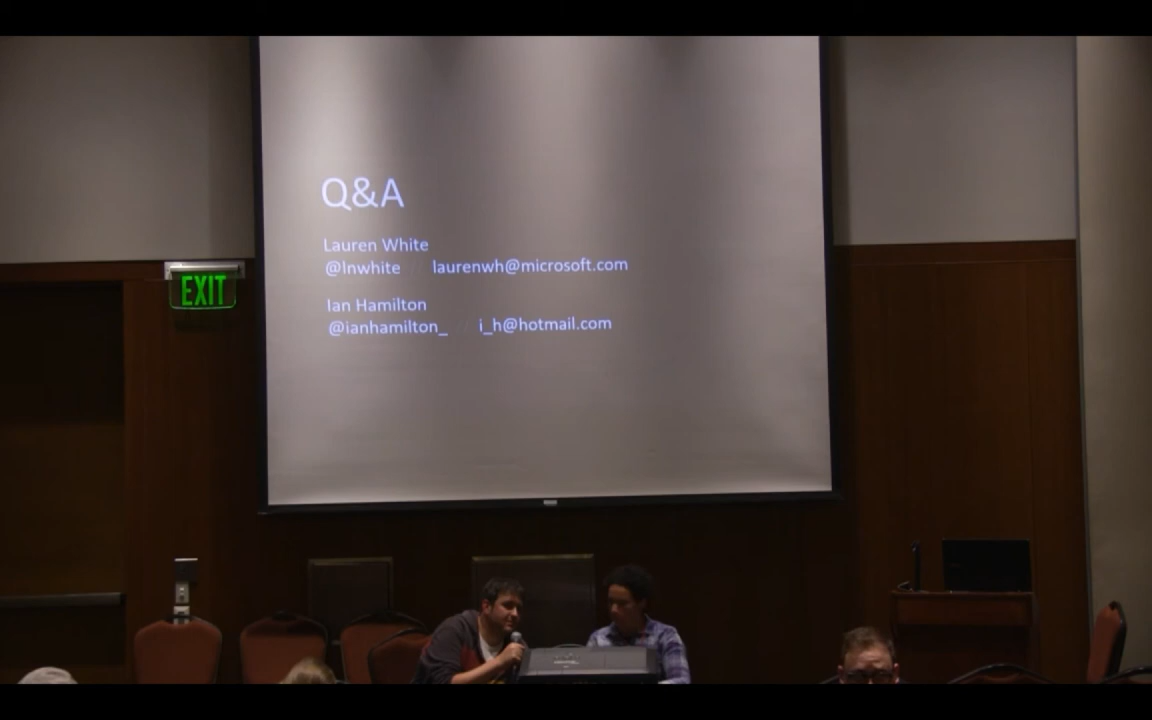 Q&A
Lauren White
@lnwhite // laurenwh@microsoft.com
Ian Hamilton
@ianhamilton_ // i_h@hotmail.com
EXIT